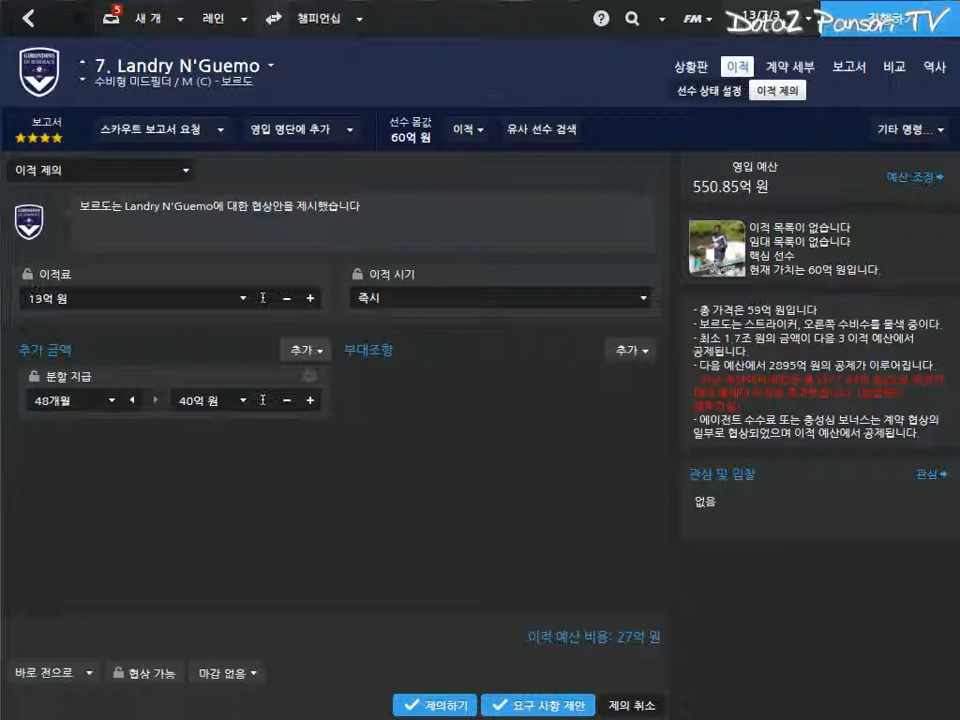 5
새 개
레인
챔피언십
FM
13/7/3
Dota2 Pansori TV
GIRONDINS
7. Landry N'Guemo
수비형 미드필더 / M (C) - 보르도
상황판
이적
계약 세부
보고서
비교
역사
선수 상태 설정
이적 제의
보고서
스카우트 보고서 요청
영입 명단에 추가
선수 몸값
60억 원
이적
유사 선수 검색
기타 명령...
이적 제의
보르도는 Landry N'Guemo에 대한 협상안을 제시했습니다
이적료
13억 원
이적 시기
즉시
추가 금액
추가
부대조항
추가
분할 지급
48개월
40억 원
영입 예산
550.85억 원
예산 조정
이적 목록이 없습니다
임대 목록이 없습니다
핵심 선수
현재 가치는 60억 원입니다.
- 총 가격은 59억 원입니다
- 보르도는 스트라이커, 오른쪽 수비수를 물색 중이다.
- 최소 1.7조 원의 금액이 다음 3 이적 예산에서
공제됩니다.
- 다음 예산에서 2895억 원의 공제가 이루어집니다.
- 에이전트 수수료 또는 충성심 보너스는 계약 협상의
일부로 협상되었으며 이적 예산에서 공제됩니다.
관심 및 입찰
관심
없음
이적 예산 비용: 27억 원
바로 전으로
협상 가능
마감 없음
제의하기
요구 사항 제안
제의 취소